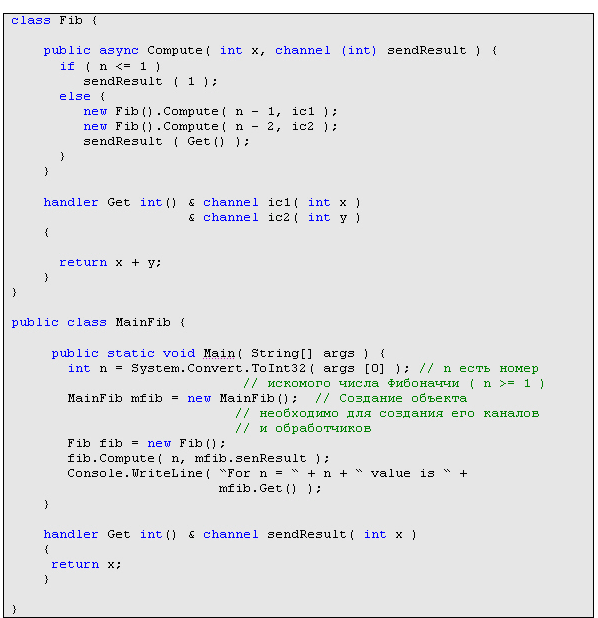 class Fib {
public async Compute( int x, channel (int) sendResult ) {
if ( n <= 1 )
sendResult ( 1 );
else {
new Fib().Compute( n - 1, ic1 );
new Fib().Compute( n - 2, ic2 );
sendResult ( Get() );
}
}
handler Get int() & channel ic1( int x )
& channel ic2( int y )
{
return x + y;
}
}
public class MainFib {
public static void Main( String[] args ) {
int n = System.Convert.ToInt32( args [0] ); // n есть номер
// искомого числа Фибоначчи ( n >= 1 )
MainFib mfib = new MainFib();  // Создание объекта
// необходимо для создания его каналов
// и обработчиков
Fib fib = new Fib();
fib.Compute( n, mfib.senResult );
Console.WriteLine( “For n = “ + n + “ value is “ +
mfib.Get() );
}
handler Get int() & channel sendResult( int x )
{
return x;
}
}